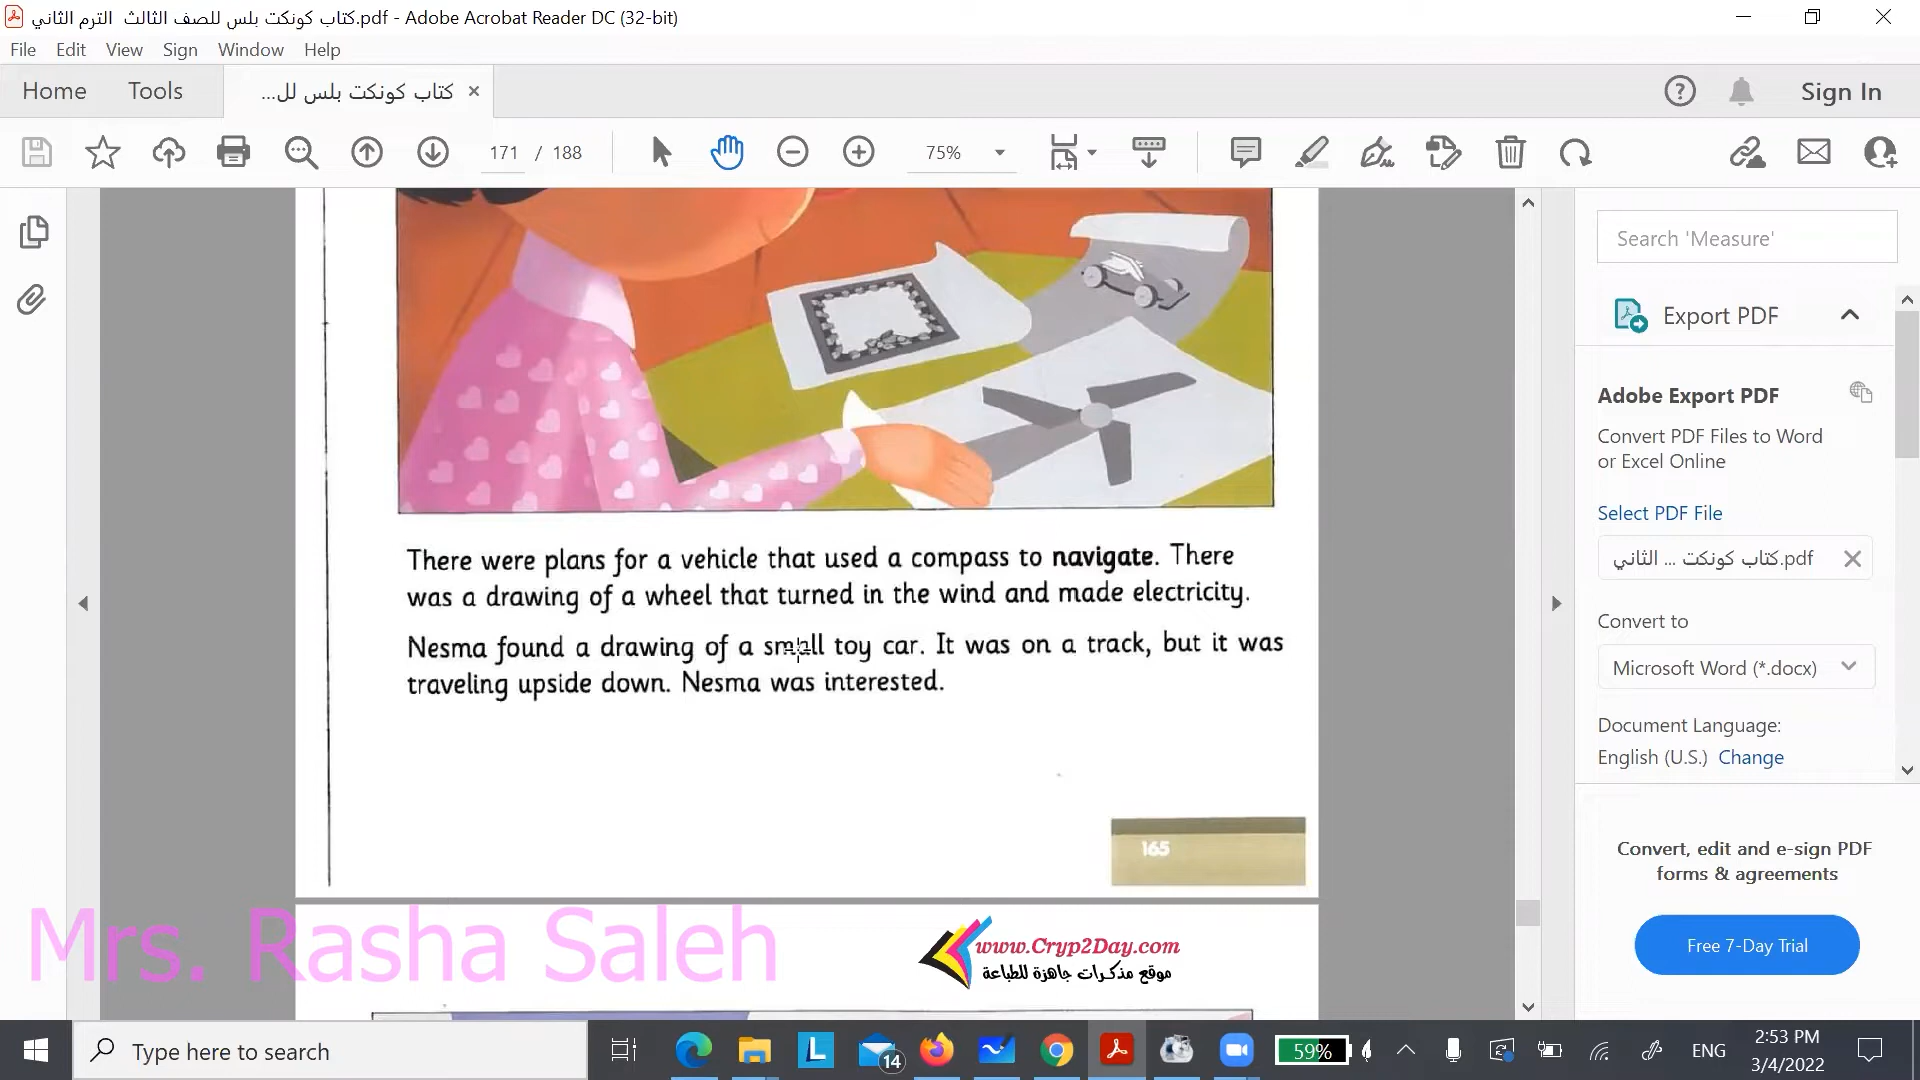 كتاب كونكت بلس للصف الثالث الترم الثاني.pdf - Adobe Acrobat Reader DC (32-bit)
File Edit View Sign Window Help
Home Tools كتاب كونكت بلس لل... Sign In
171 / 188 75%
Search 'Measure'
Export PDF
Adobe Export PDF
Convert PDF Files to Word
or Excel Online
Select PDF File
كتاب كونكت ... الثاني.pdf
Convert to
Microsoft Word (*.docx)
Document Language:
English (U.S.) Change
Convert, edit and e-sign PDF
forms & agreements
Free 7-Day Trial
There were plans for a vehicle that used a compass to navigate. There
was a drawing of a wheel that turned in the wind and made electricity.
Nesma found a drawing of a small toy car. It was on a track, but it was
traveling upside down. Nesma was interested.
165
Mrs. Rasha Saleh
www.Cryp2Day.com
موقع مذكرات جاهزة للطباعة
Type here to search
14
59%
ENG
2:53 PM
3/4/2022